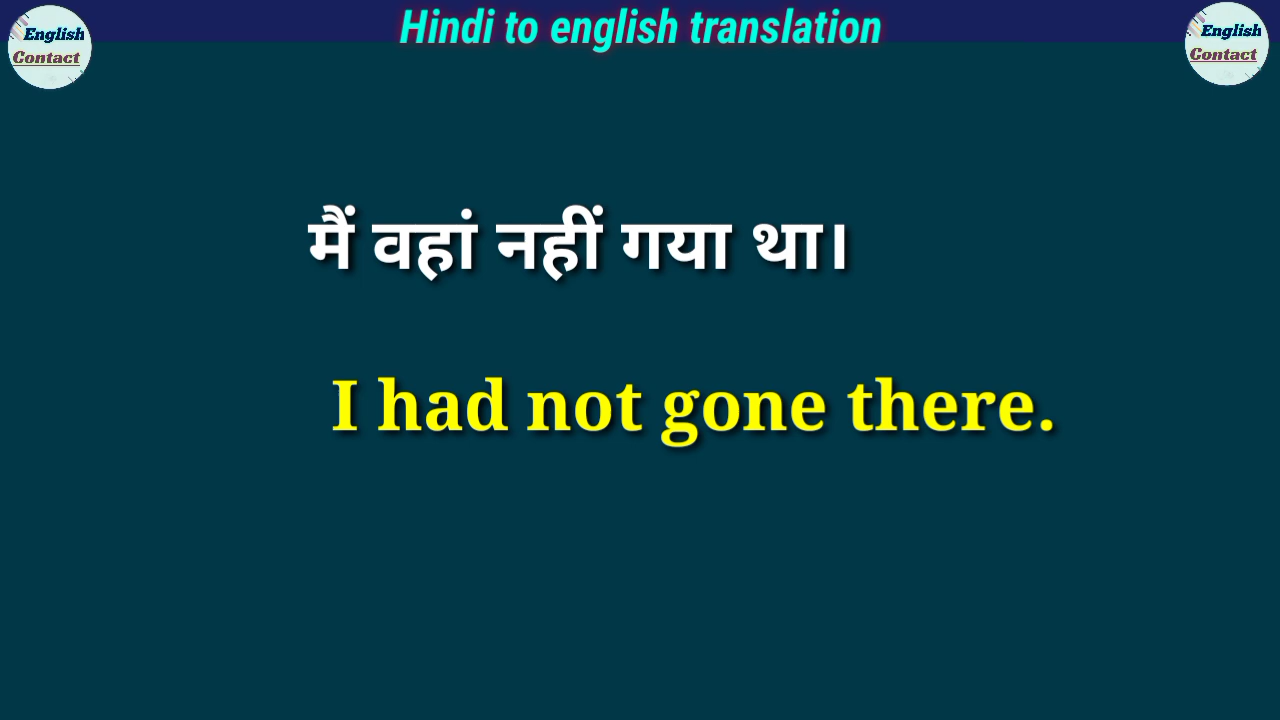 Hindi to english translation
English
Contact
English
Contact
मैं वहां नहीं गया था।
I had not gone there.